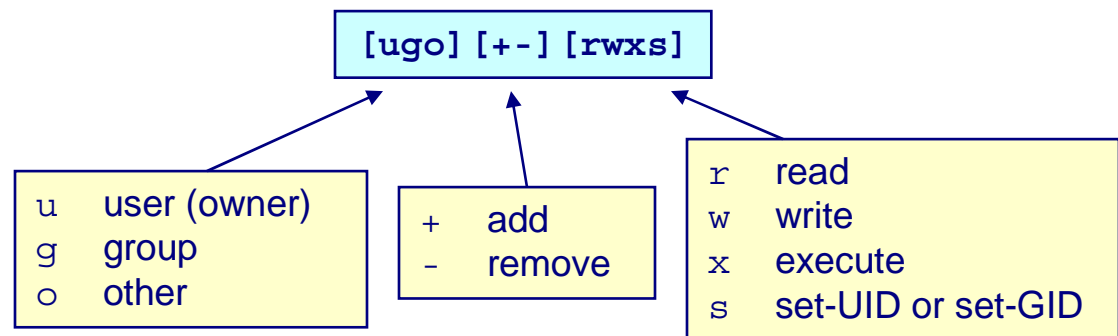 [ugo][+-][rwxs]
u user (owner)
g group
o other
+ add
- remove
r read
w write
x execute
s set-UID or set-GID